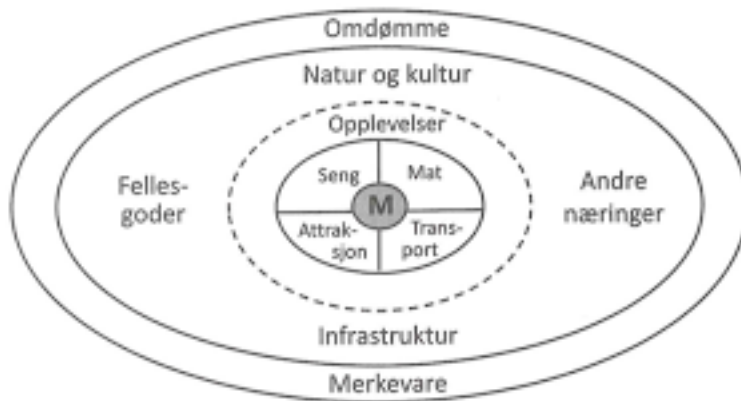 Omdømme
Natur og kultur
Opplevelser
Seng
Mat
Felles-
goder
M
Andre
næringer
Attrak-
sjon
Trans-
port
Infrastruktur
Merkevare